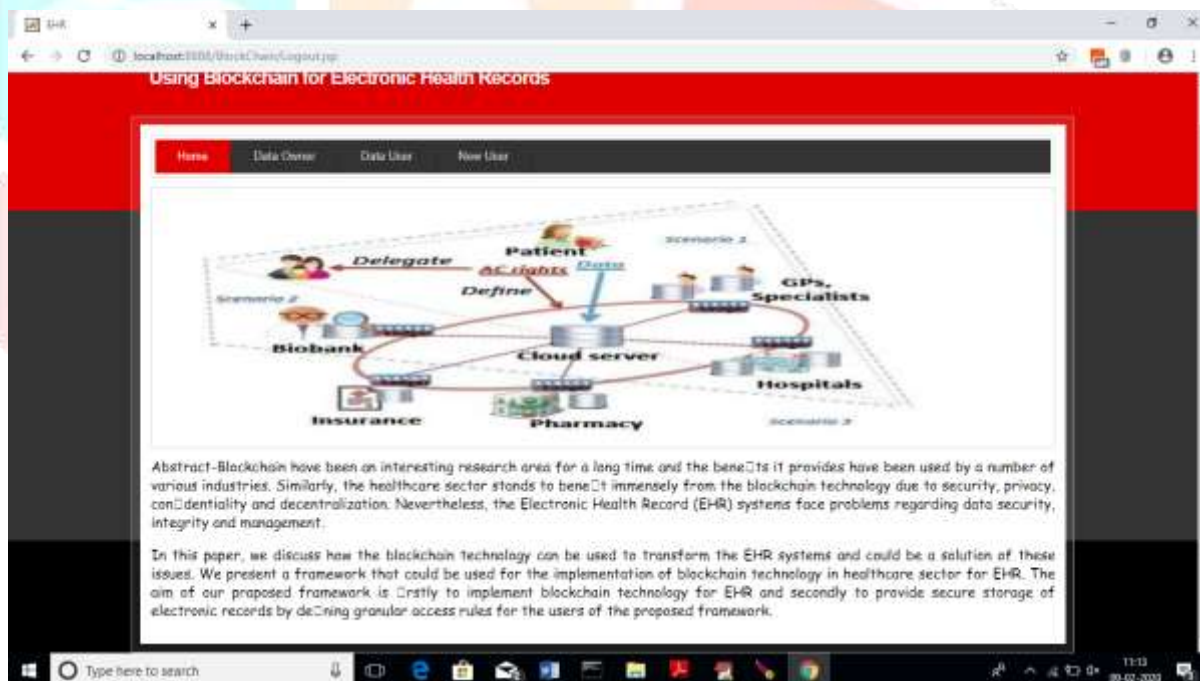 EHR
localhost:8888/BlockChain/Logout.jsp
Using Blockchain for Electronic Health Records
Home Data Owner Data User New User
Patient
Scenario 1
Delegate
AC rights Data
Define
GPs,
Specialists
Scenario 2
Biobank
Cloud server
Hospitals
Insurance
Pharmacy
Scenario 3
Abstract-Blockchain have been an interesting research area for a long time and the bene□ts it provides have been used by a number of
various industries. Similarly, the healthcare sector stands to bene□t immensely from the blockchain technology due to security, privacy,
con□dentiality and decentralization. Nevertheless, the Electronic Health Record (EHR) systems face problems regarding data security,
integrity and management.
In this paper, we discuss how the blockchain technology can be used to transform the EHR systems and could be a solution of these
issues. We present a framework that could be used for the implementation of blockchain technology in healthcare sector for EHR. The
aim of our proposed framework is □rstly to implement blockchain technology for EHR and secondly to provide secure storage of
electronic records by de□ning granular access rules for the users of the proposed framework.
Type here to search
11:13
09-02-2020